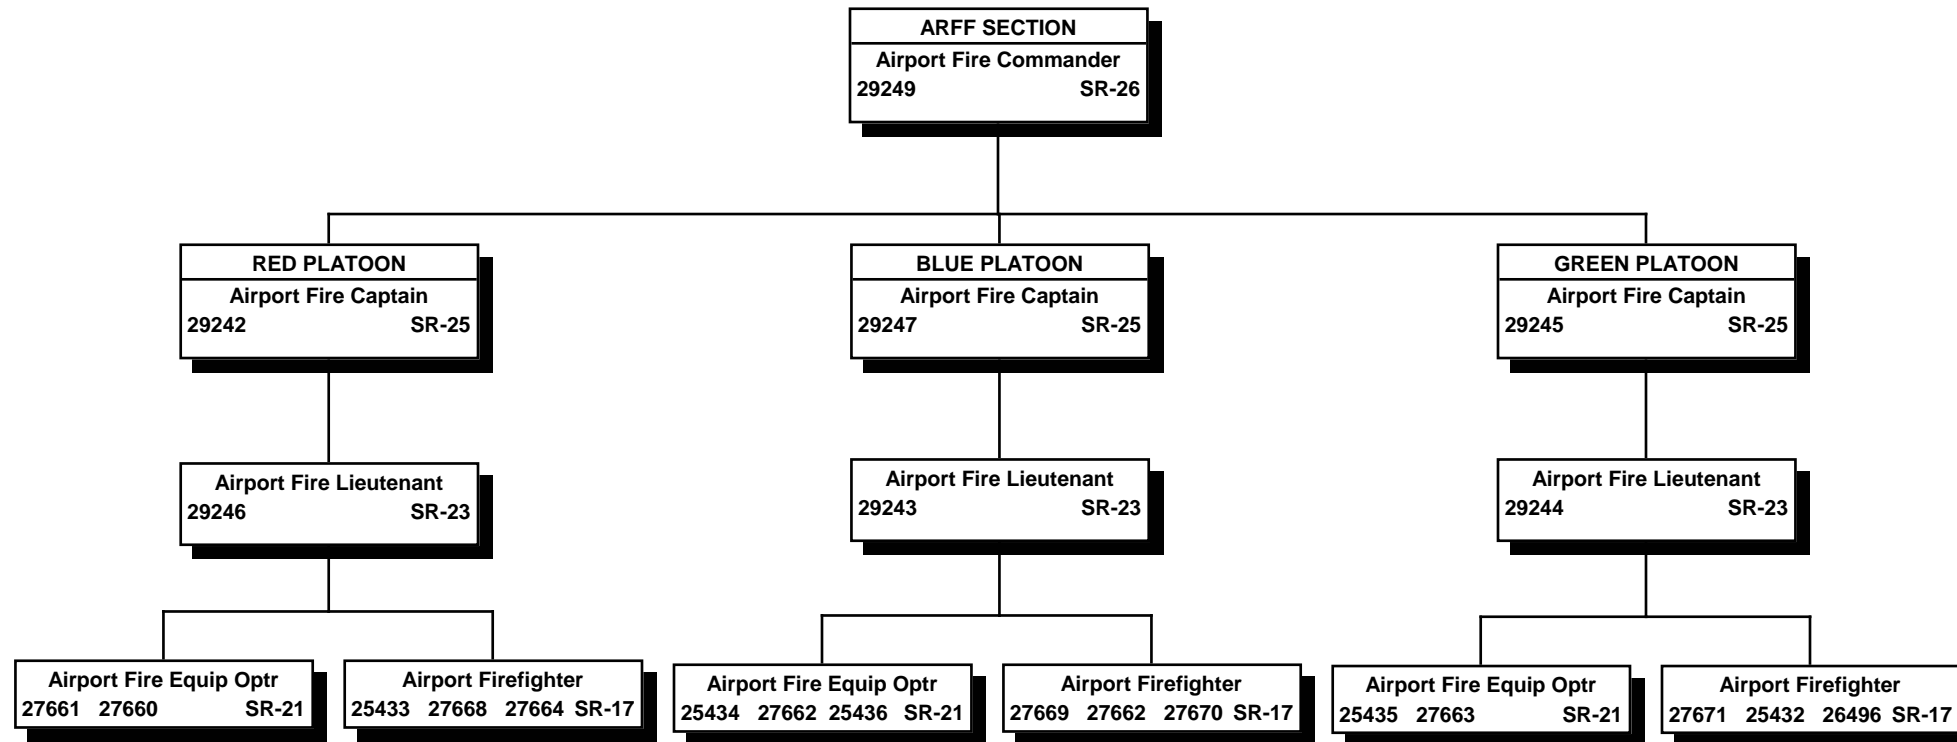 ARFF SECTION
Airport Fire Commander
29249 SR-26
RED PLATOON
Airport Fire Captain
29242 SR-25
BLUE PLATOON
Airport Fire Captain
29247 SR-25
GREEN PLATOON
Airport Fire Captain
29245 SR-25
Airport Fire Lieutenant
29246 SR-23
Airport Fire Lieutenant
29243 SR-23
Airport Fire Lieutenant
29244 SR-23
Airport Fire Equip Optr
27661 27660 SR-21
Airport Firefighter
25433 27668 27664 SR-17
Airport Fire Equip Optr
25434 27662 25436 SR-21
Airport Firefighter
27669 27662 27670 SR-17
Airport Fire Equip Optr
25435 27663 SR-21
Airport Firefighter
27671 25432 26496 SR-17